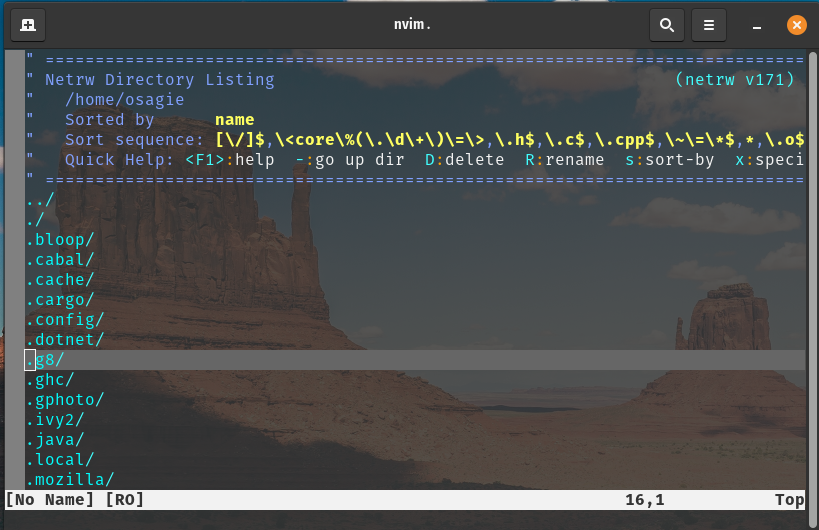 nvim .
" ============================================================================
" Netrw Directory Listing (netrw v171)
"   /home/osagie
"   Sorted by      name
"   Sort sequence: [\/]$,\<core\%(\.\d\+\)\=\>,\.h$,\.c$,\.cpp$,\~\=\*$,*,\.o$
"   Quick Help: <F1>:help  -:go up dir  D:delete  R:rename  s:sort-by  x:speci
" ============================================================================
../
./
.bloop/
.cabal/
.cache/
.cargo/
.config/
.dotnet/
.g8/
.ghc/
.gphoto/
.ivy2/
.java/
.local/
.mozilla/
[No Name] [RO] 16,1 Top